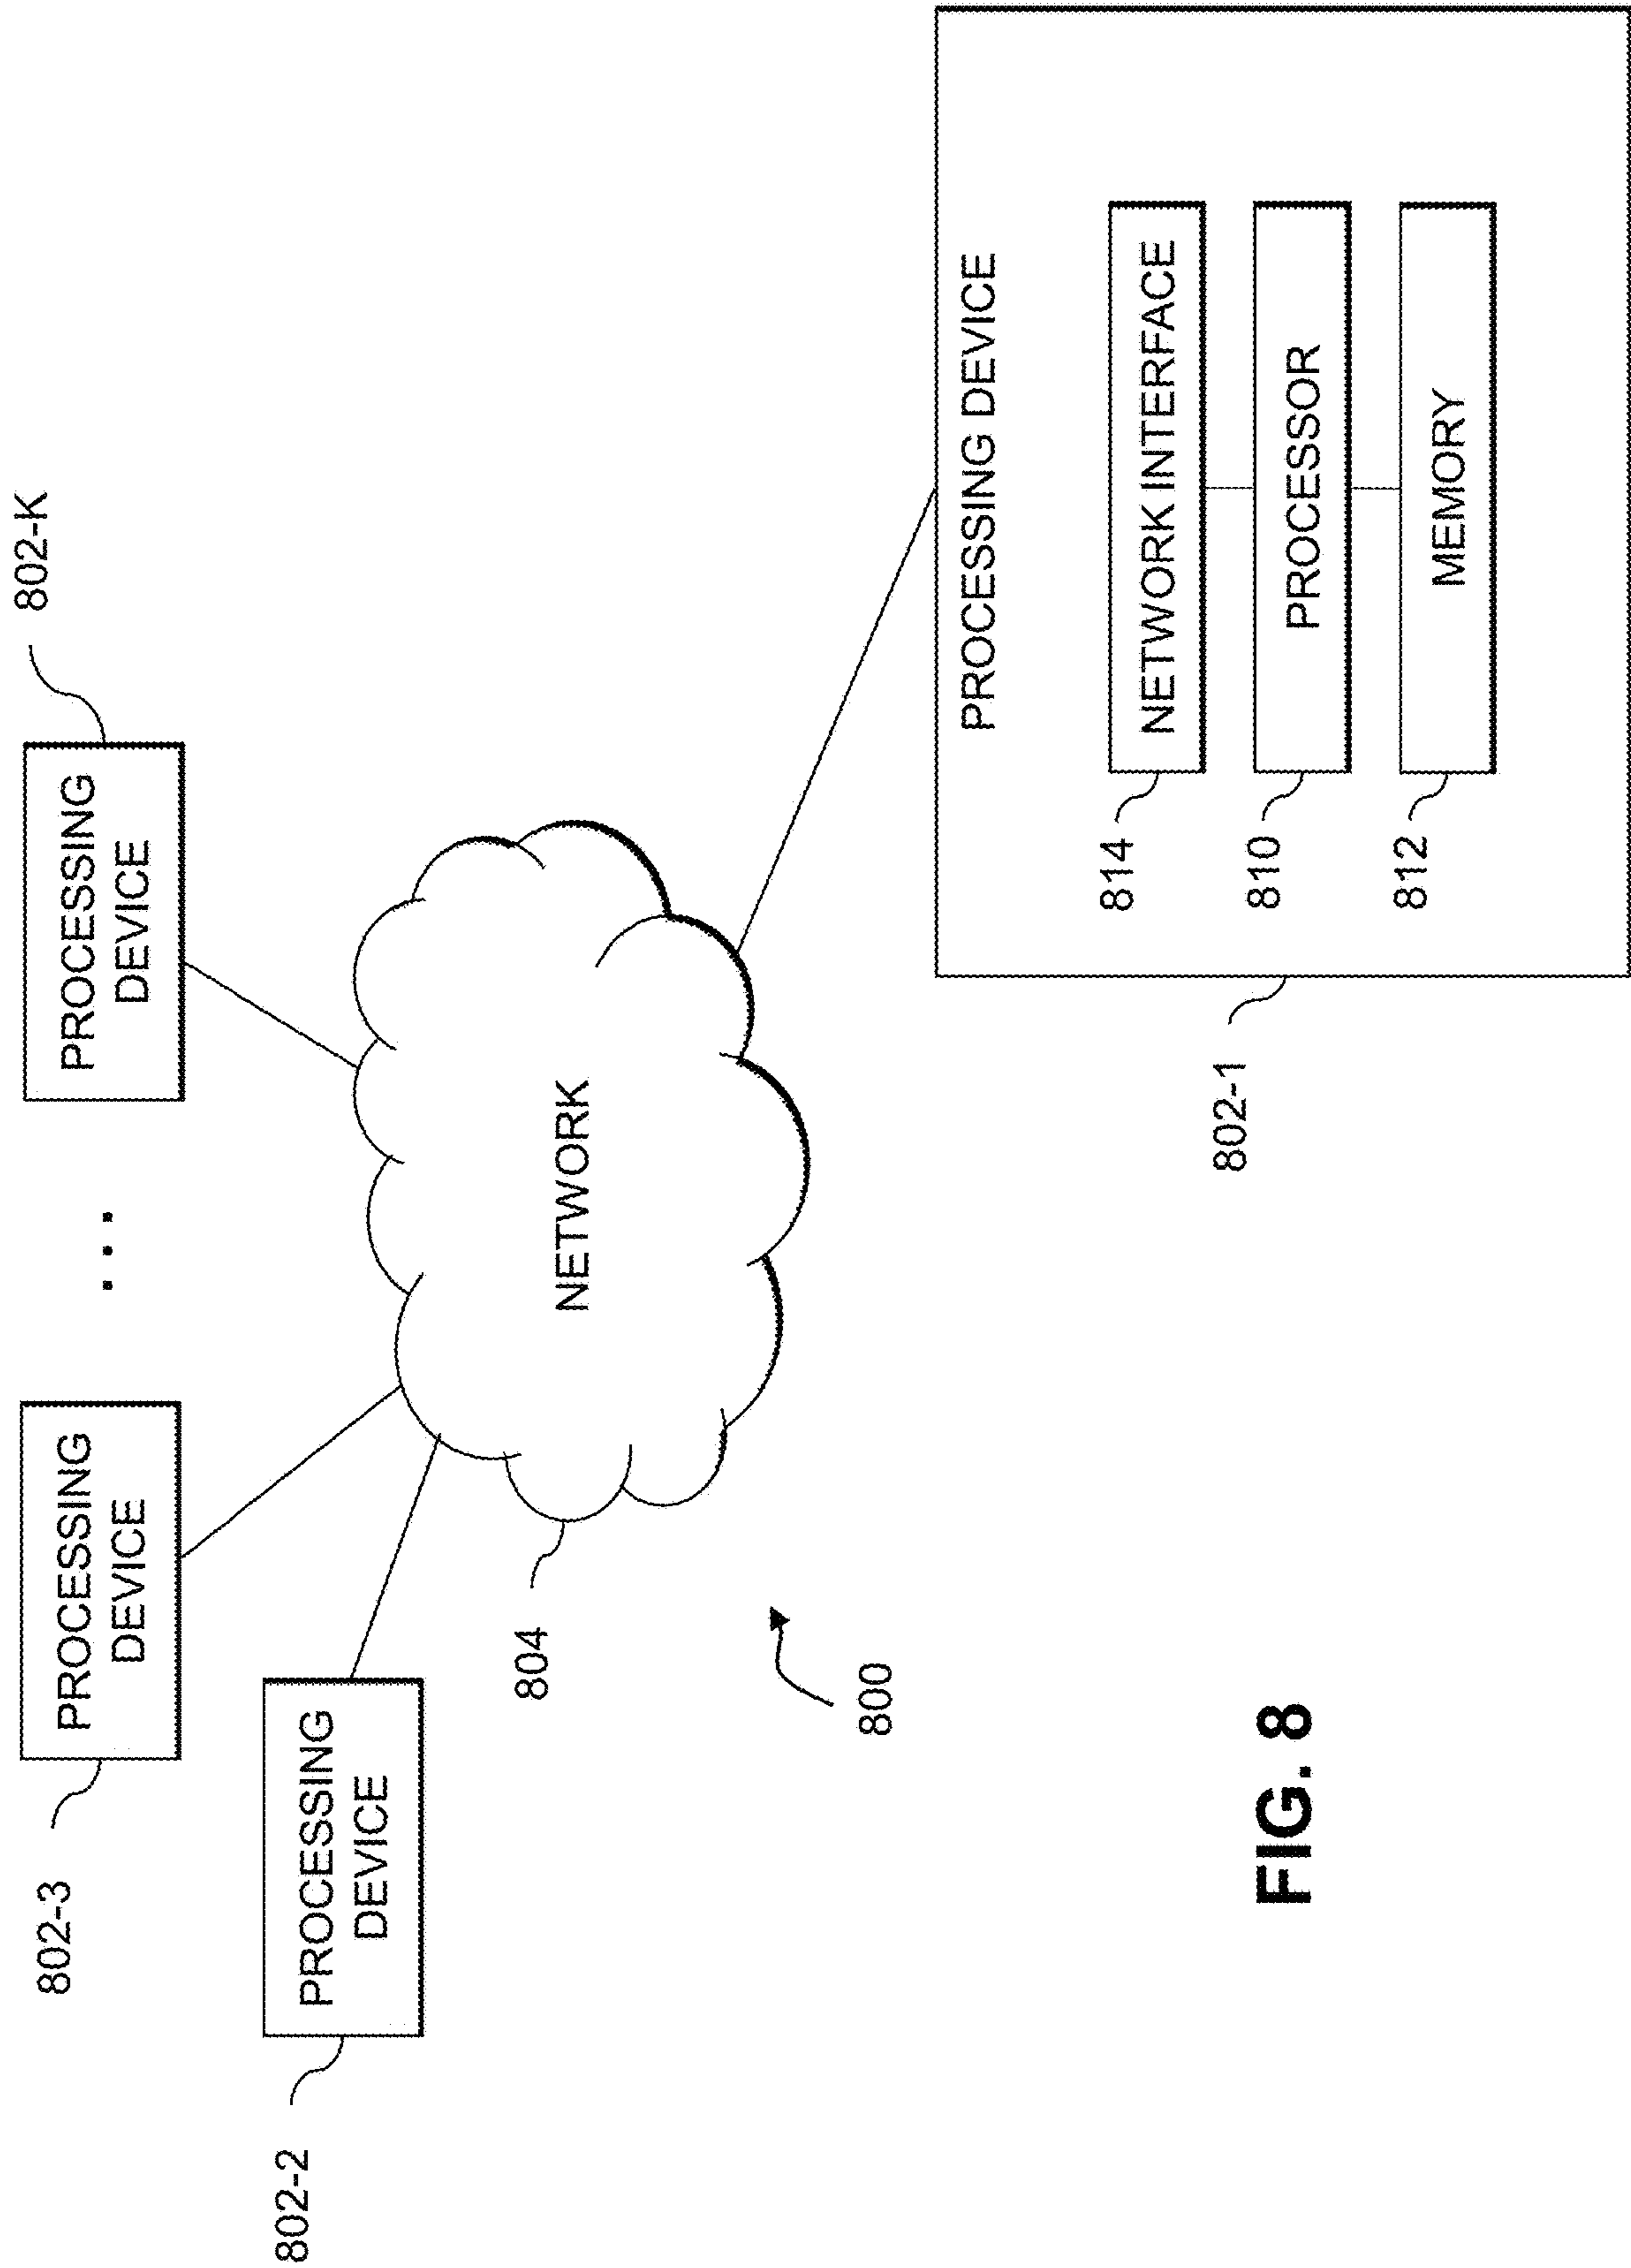 802-2
802-3
802-K
PROCESSING
DEVICE
PROCESSING
DEVICE
...
PROCESSING
DEVICE
804
NETWORK
800
PROCESSING DEVICE
814
NETWORK INTERFACE
810
PROCESSOR
812
MEMORY
802-1
FIG. 8